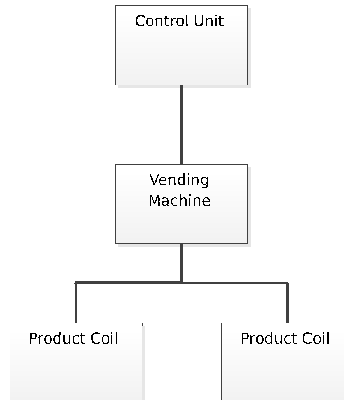 Control Unit
Vending
Machine
Product Coil
Product Coil